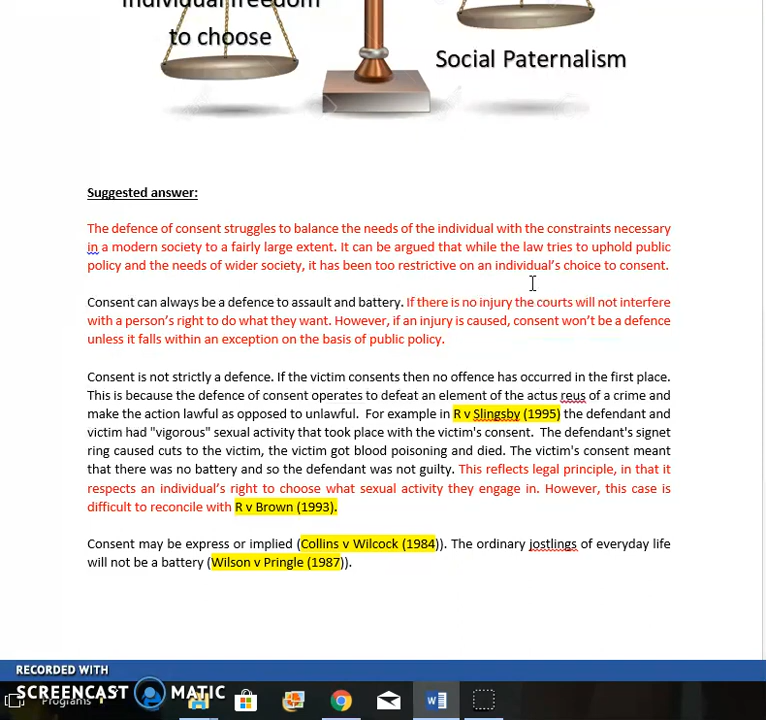 Individual freedom
to choose
Social Paternalism
Suggested answer:
The defence of consent struggles to balance the needs of the individual with the constraints necessary
in a modern society to a fairly large extent. It can be argued that while the law tries to uphold public
policy and the needs of wider society, it has been too restrictive on an individual's choice to consent.
Consent can always be a defence to assault and battery. If there is no injury the courts will not interfere
with a person's right to do what they want. However, if an injury is caused, consent won't be a defence
unless it falls within an exception on the basis of public policy.
Consent is not strictly a defence. If the victim consents then no offence has occurred in the first place.
This is because the defence of consent operates to defeat an element of the actus reus of a crime and
make the action lawful as opposed to unlawful. For example in R v Slingsby (1995) the defendant and
victim had "vigorous" sexual activity that took place with the victim's consent. The defendant's signet
ring caused cuts to the victim, the victim got blood poisoning and died. The victim's consent meant
that there was no battery and so the defendant was not guilty. This reflects legal principle, in that it
respects an individual's right to choose what sexual activity they engage in. However, this case is
difficult to reconcile with R v Brown (1993).
Consent may be express or implied (Collins v Wilcock (1984)). The ordinary jostlings of everyday life
will not be a battery (Wilson v Pringle (1987)).
RECORDED WITH
SCREENCAST MATIC
Programs